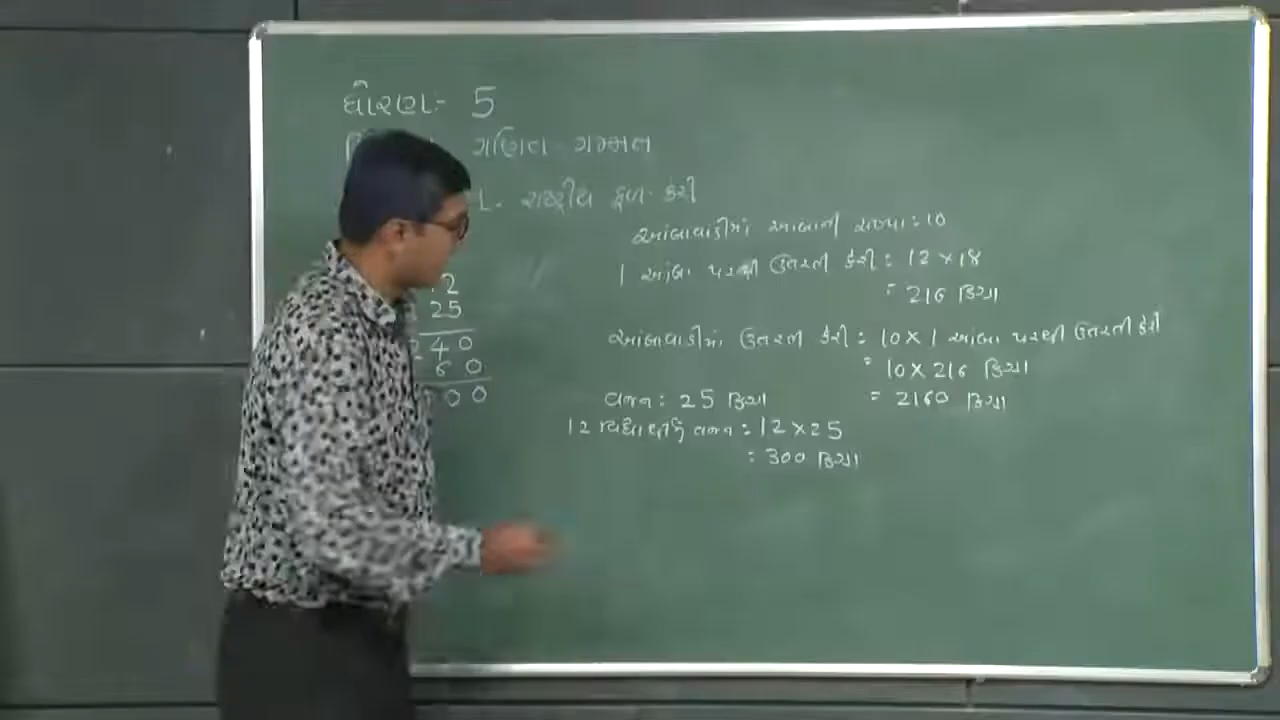 ધોરણ:- 5
ગણિત ગમ્મત
1. રાષ્ટ્રીય ફળ- કેરી
આંબાવાડીમાં આંબાની સંખ્યા : 10
1 આંબા પરથી ઉતરતી કેરી : 12 × 18
= 216 કિગ્રા
આંબાવાડીમાં ઉતરતી કેરી : 10 × 1 આંબા પરથી ઉતરતી કેરી
= 10 × 216 કિગ્રા
= 2160 કિગ્રા
વજન : 25 કિગ્રા
12 વિદ્યાર્થીનું વજન : 12 × 25
: 300 કિગ્રા
2
25
40
60
00